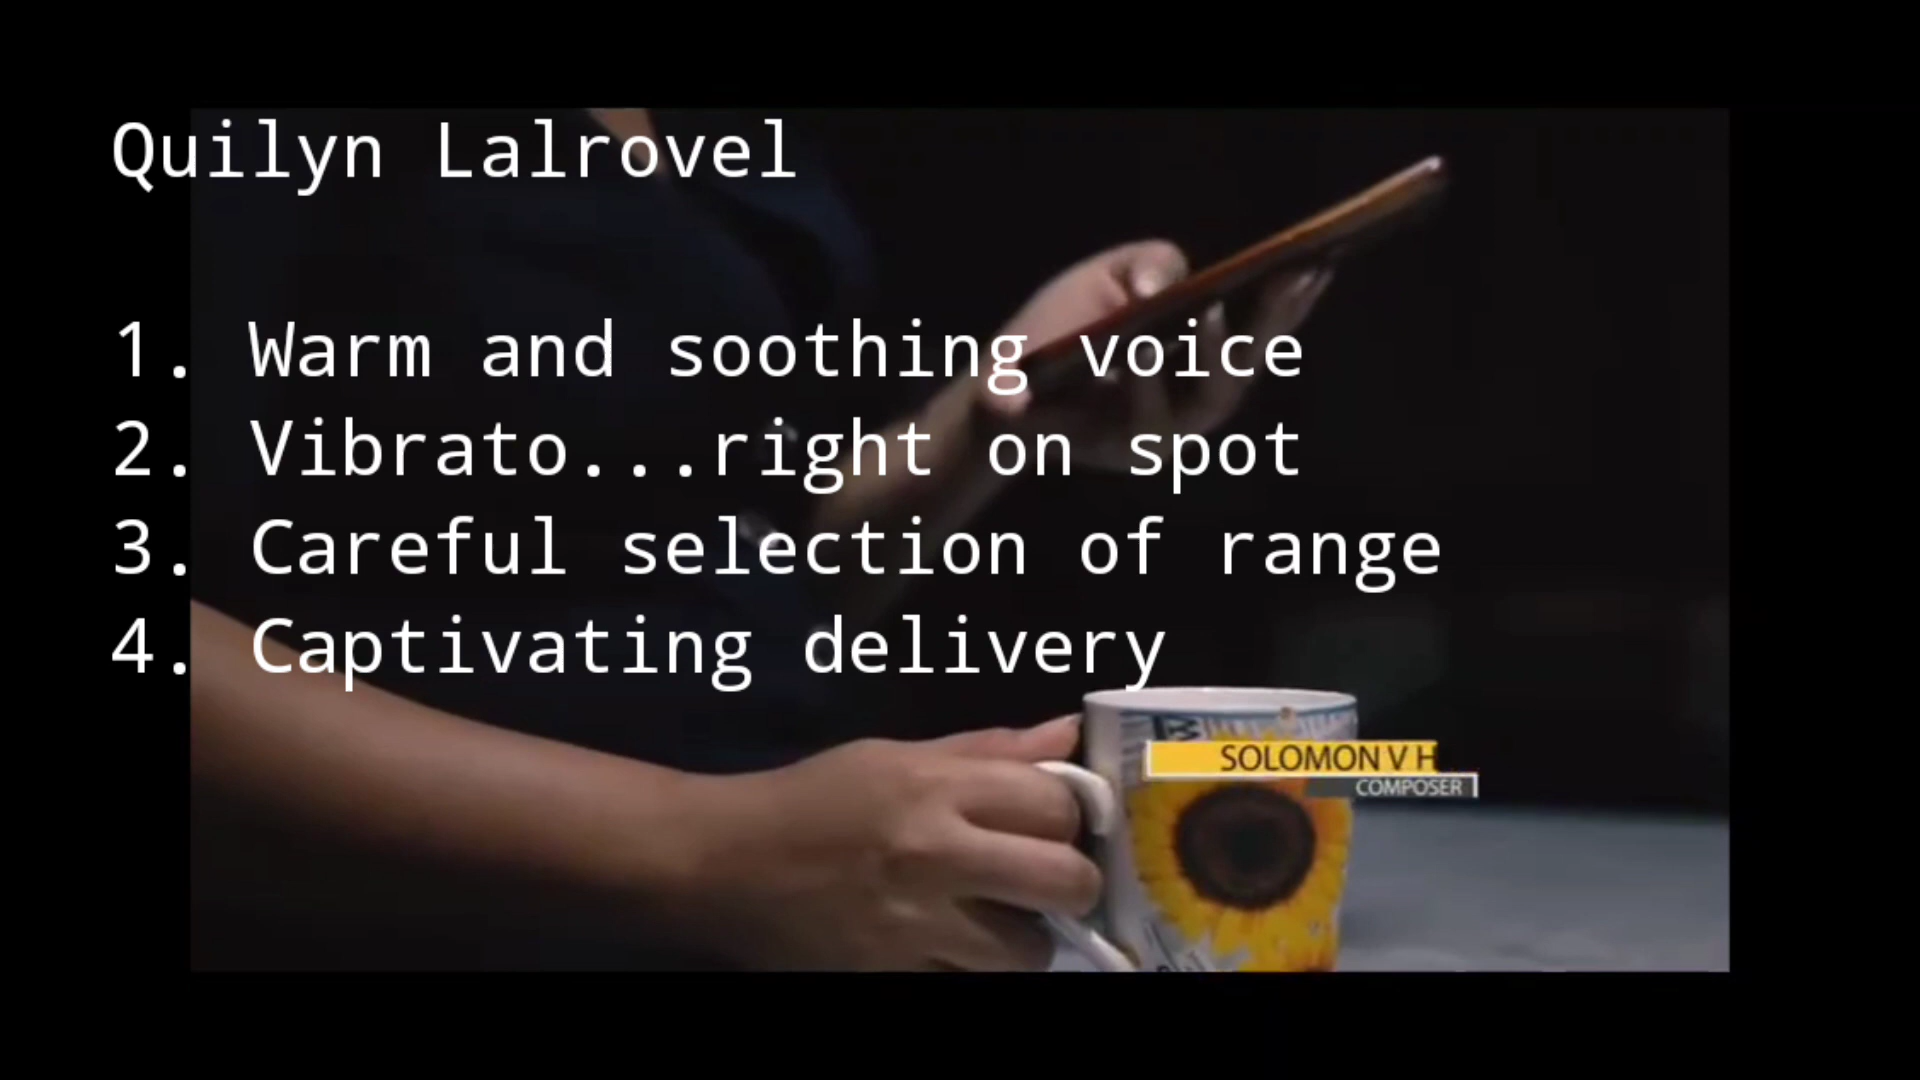 Quilyn Lalrovel
1. Warm and soothing voice
2. Vibrato...right on spot
3. Careful selection of range
4. Captivating delivery
SOLOMON V H
COMPOSER